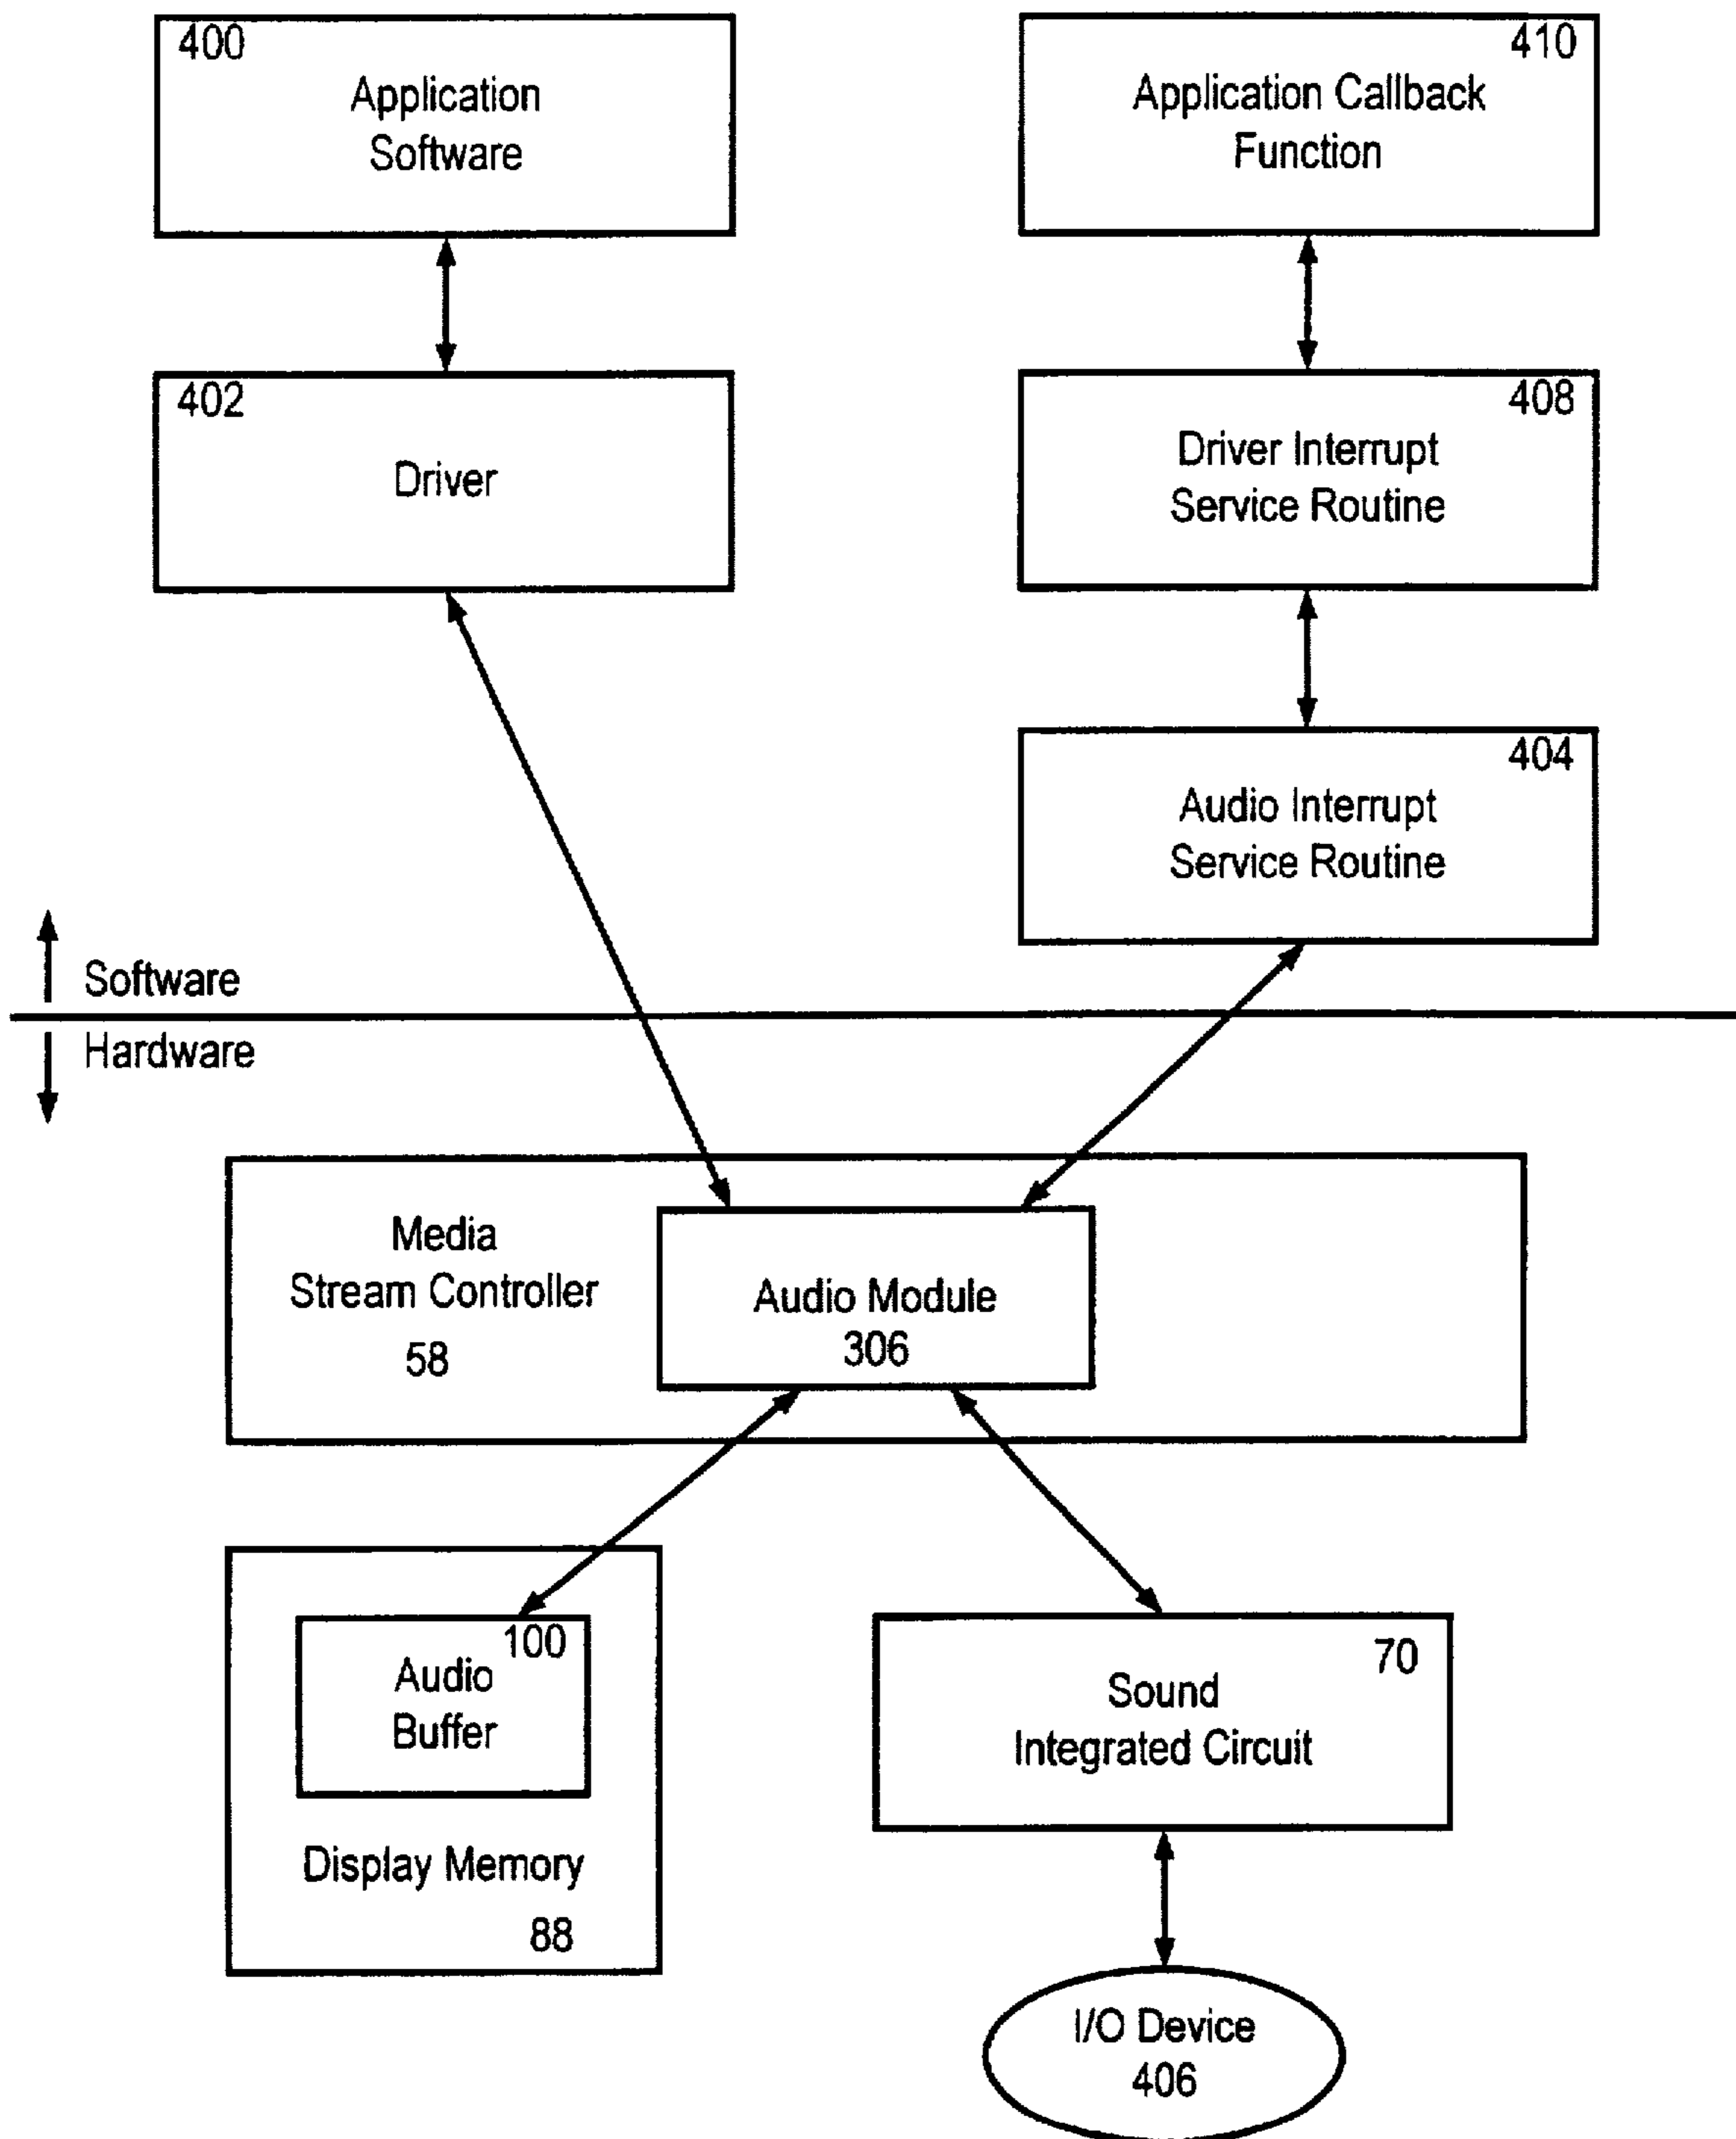 400
Application
Software
410
Application Callback
Function
402
Driver
408
Driver Interrupt
Service Routine
404
Audio Interrupt
Service Routine
Software
Hardware
Media
Stream Controller
58
Audio Module
306
100
Audio
Buffer
Display Memory
88
70
Sound
Integrated Circuit
I/O Device
406